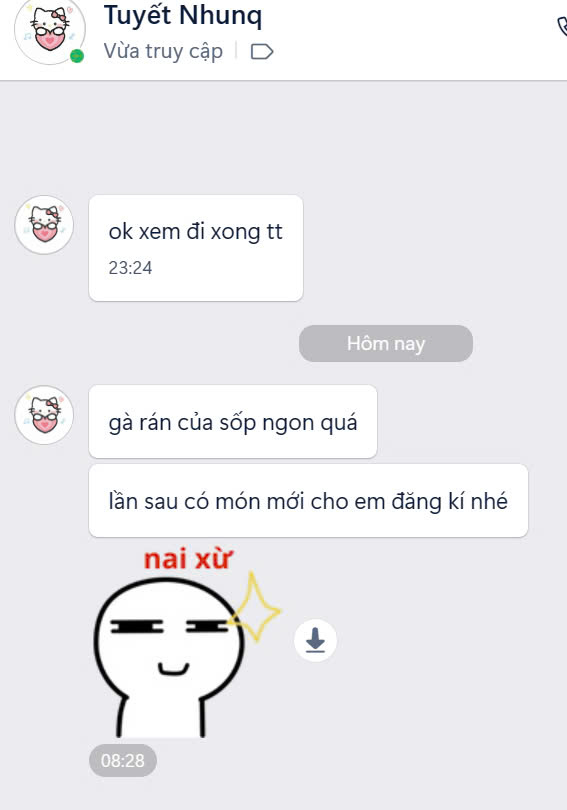 Tuyết Nhung
Vừa truy cập
ok xem đi xong tt
23:24
Hôm nay
gà rán của sốp ngon quá
lần sau có món mới cho em đăng kí nhé
nai xừ
08:28